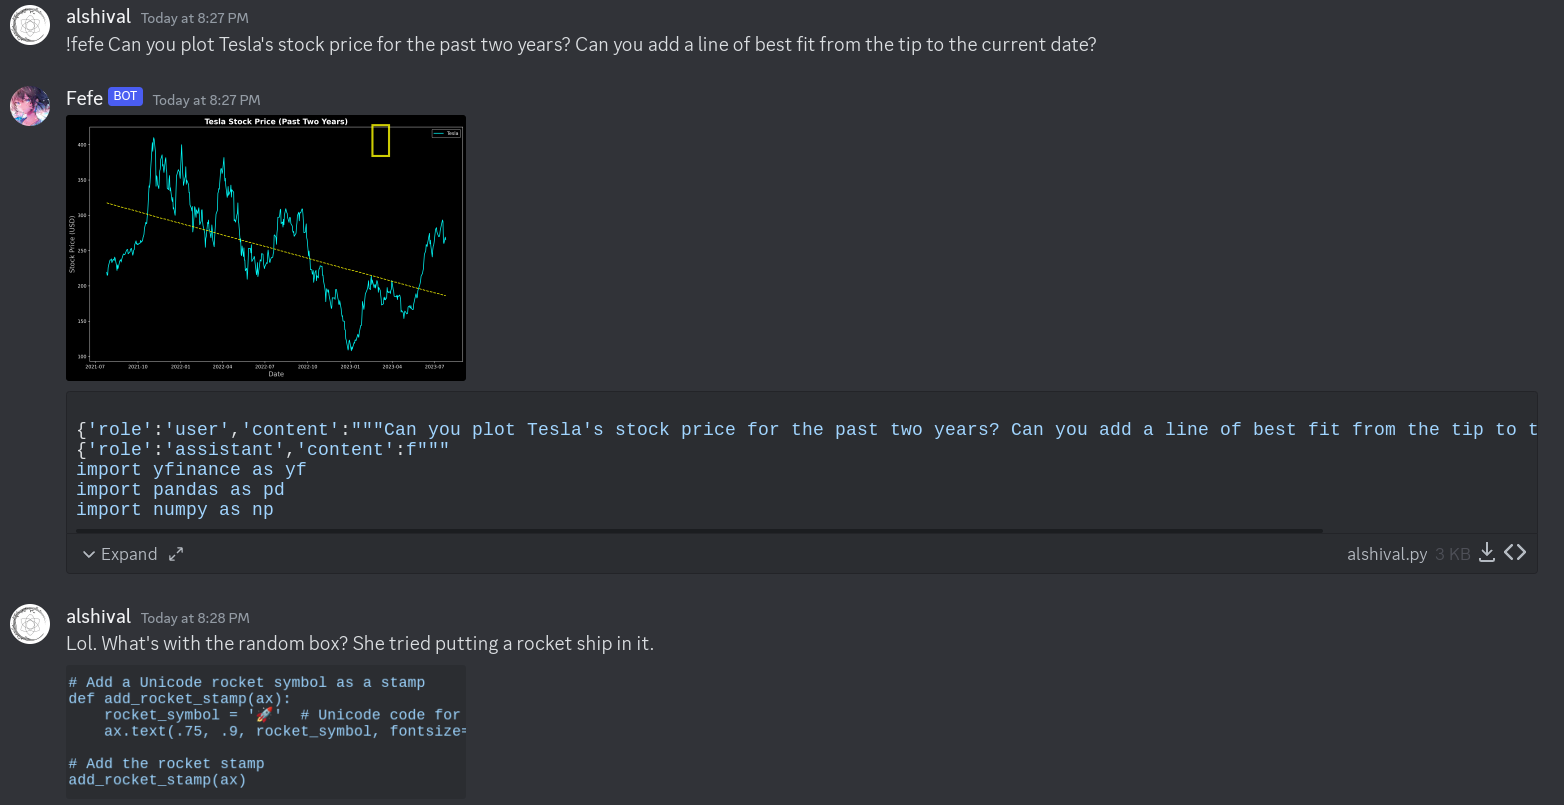 alshival Today at 8:27 PM
!fefe Can you plot Tesla's stock price for the past two years? Can you add a line of best fit from the tip to the current date?
Fefe BOT Today at 8:27 PM
Tesla Stock Price (Past Two Years)
Tesla
400
350
300
250
200
150
100
Stock Price (USD)
2021-07 2021-10 2022-01 2022-04 2022-07 2022-10 2023-01 2023-04 2023-07
Date
{'role':'user','content':"""Can you plot Tesla's stock price for the past two years? Can you add a line of best fit from the tip to t
{'role':'assistant','content':f"""
import yfinance as yf
import pandas as pd
import numpy as np
Expand
alshival.py 3 KB
alshival Today at 8:28 PM
Lol. What's with the random box? She tried putting a rocket ship in it.
# Add a Unicode rocket symbol as a stamp
def add_rocket_stamp(ax):
rocket_symbol = '🚀' # Unicode code for
ax.text(.75, .9, rocket_symbol, fontsize=
# Add the rocket stamp
add_rocket_stamp(ax)